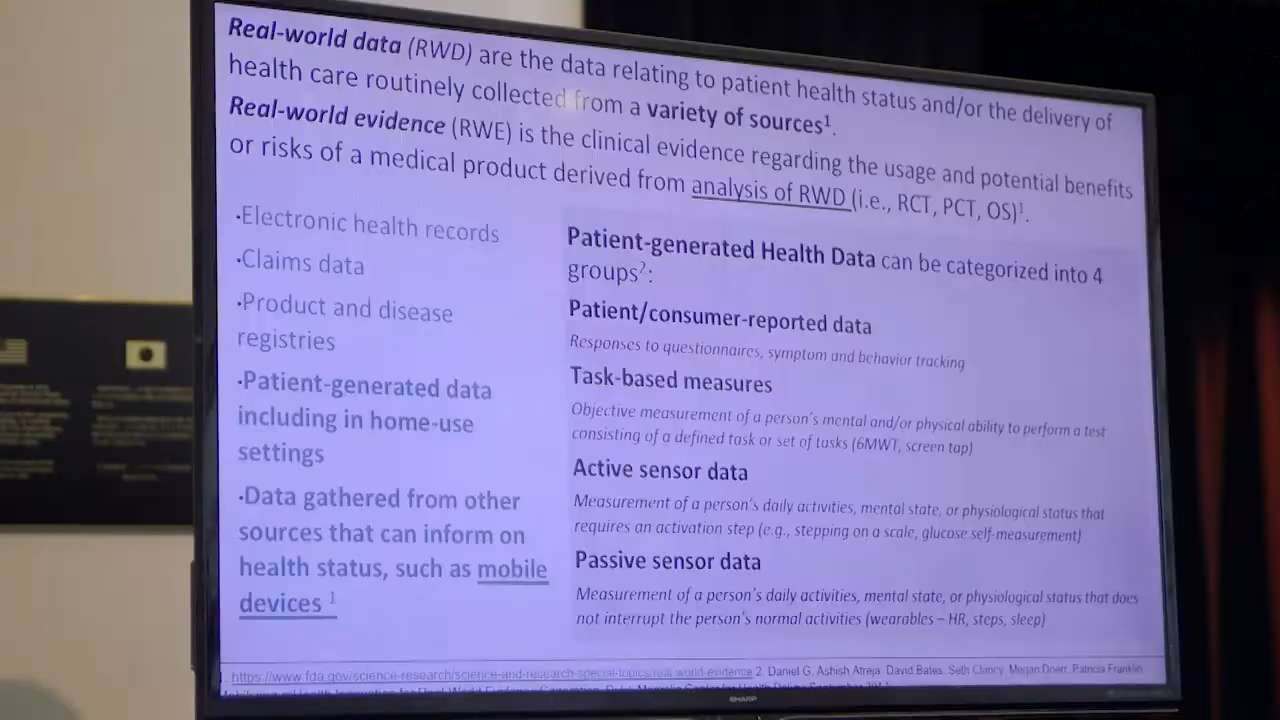 Real-world data (RWD) are the data relating to patient health status and/or the delivery of
health care routinely collected from a variety of sources¹.
Real-world evidence (RWE) is the clinical evidence regarding the usage and potential benefits
or risks of a medical product derived from analysis of RWD (i.e., RCT, PCT, OS)¹.
·Electronic health records
·Claims data
·Product and disease
registries
·Patient-generated data
including in home-use
settings
·Data gathered from other
sources that can inform on
health status, such as mobile
devices ¹
Patient-generated Health Data can be categorized into 4
groups²:
Patient/consumer-reported data
Responses to questionnaires, symptom and behavior tracking
Task-based measures
Objective measurement of a person's mental and/or physical ability to perform a test
consisting of a defined task or set of tasks (6MWT, screen tap)
Active sensor data
Measurement of a person's daily activities, mental state, or physiological status that
requires an activation step (e.g., stepping on a scale, glucose self-measurement)
Passive sensor data
Measurement of a person's daily activities, mental state, or physiological status that does
not interrupt the person's normal activities (wearables – HR, steps, sleep)
1. https://www.fda.gov/science-research/science-and-research-special-topics/real-world-evidence 2. Daniel G, Ashish Atreja, David Bates, Seth Clancy, Megan Doerr, Patricia Franklin
SHARP